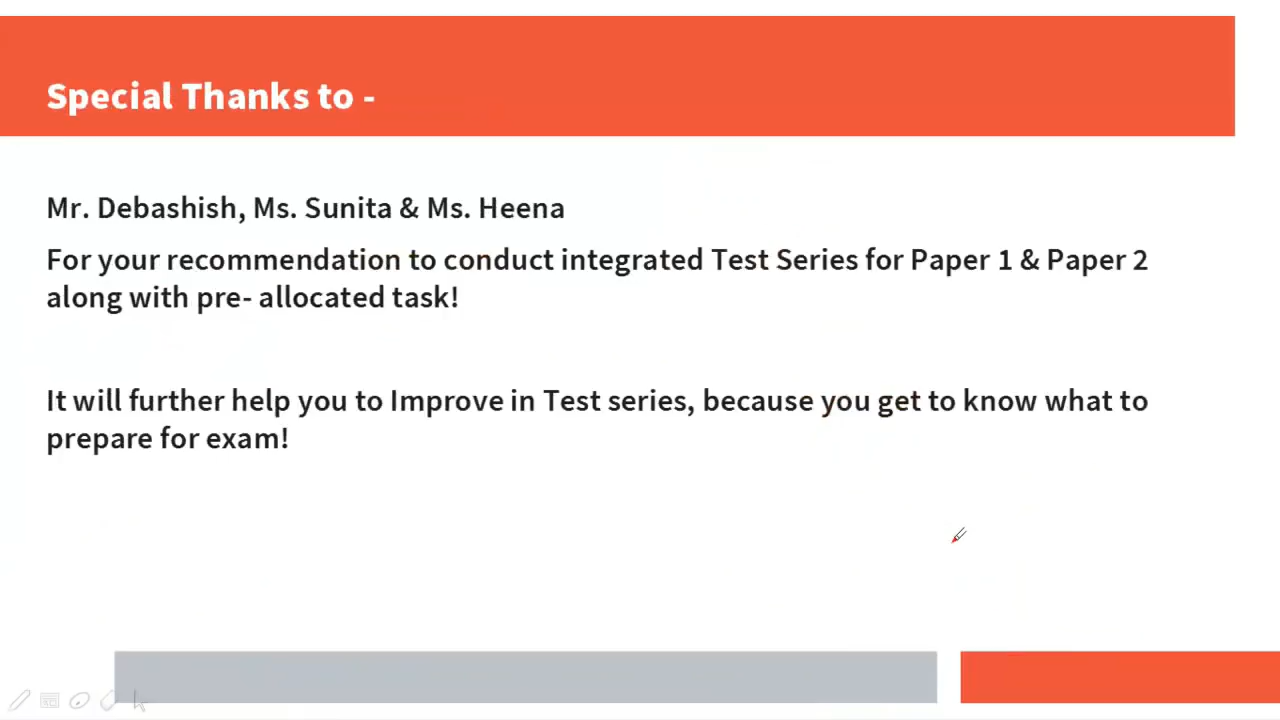 Special Thanks to -
Mr. Debashish, Ms. Sunita & Ms. Heena
For your recommendation to conduct integrated Test Series for Paper 1 & Paper 2
along with pre- allocated task!
It will further help you to Improve in Test series, because you get to know what to
prepare for exam!